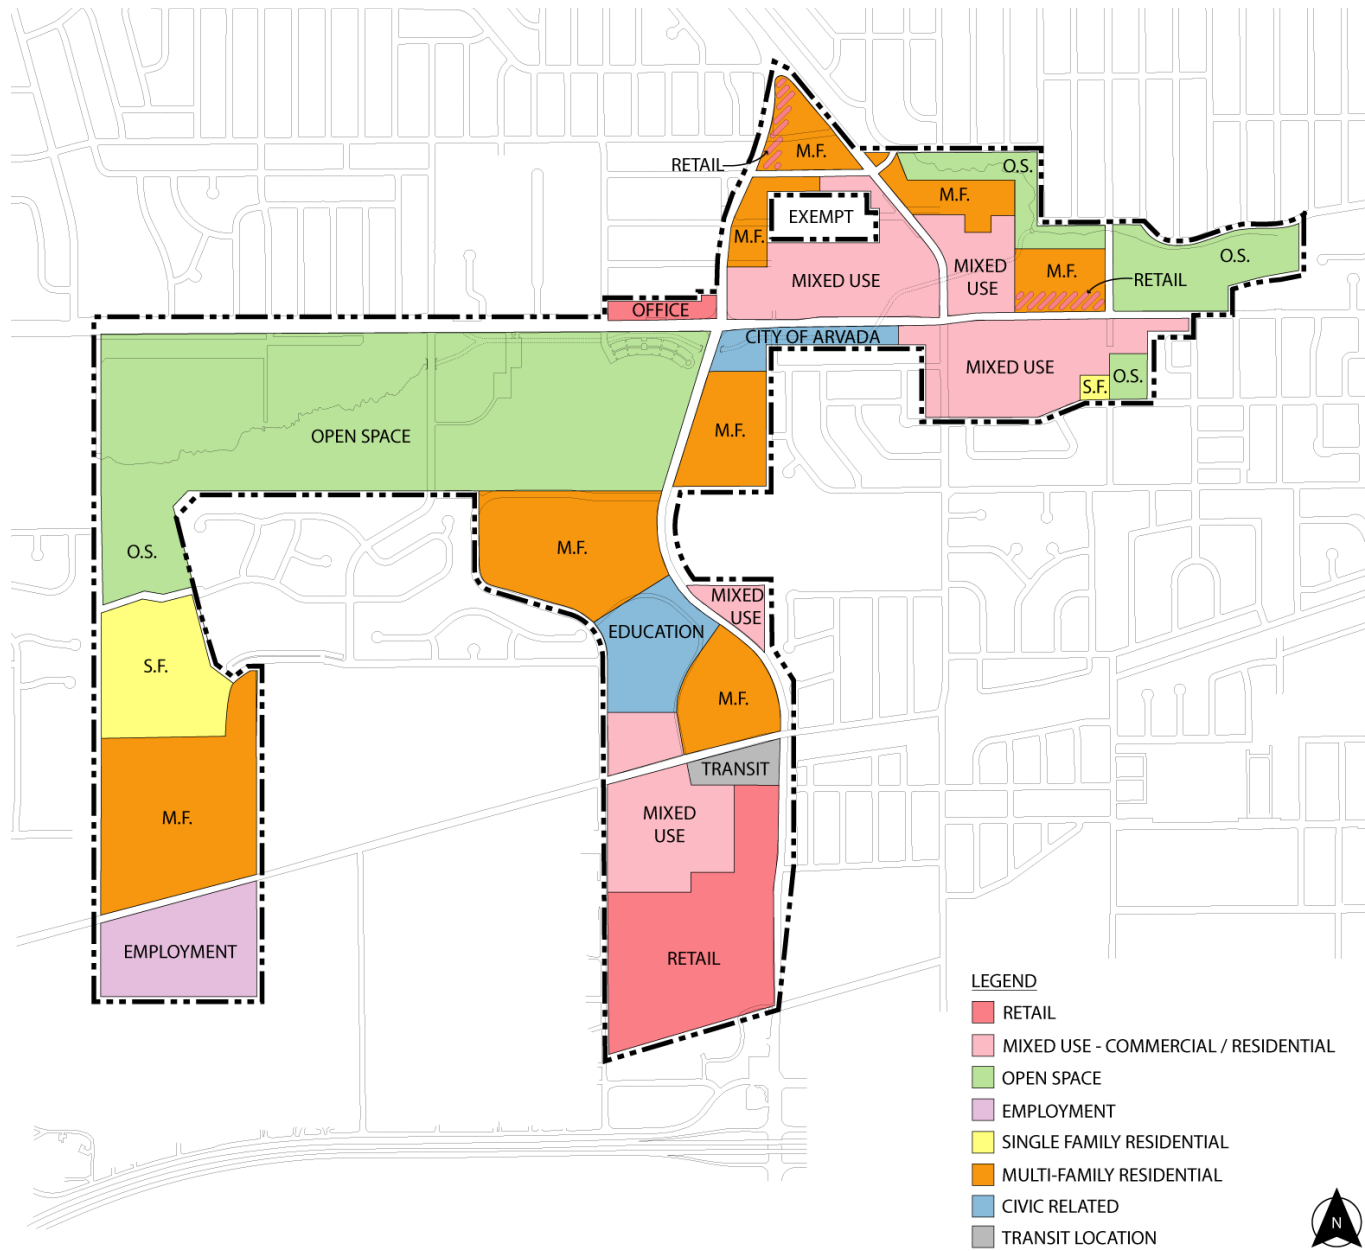 M.F.
RETAIL
O.S.
M.F.
EXEMPT
M.F.
O.S.
MIXED
USE
M.F.
MIXED USE
RETAIL
OFFICE
CITY OF ARVADA
MIXED USE
O.S.
S.F.
M.F.
OPEN SPACE
O.S.
M.F.
MIXED
USE
EDUCATION
S.F.
M.F.
TRANSIT
MIXED
USE
M.F.
EMPLOYMENT
RETAIL
LEGEND
RETAIL
MIXED USE - COMMERCIAL / RESIDENTIAL
OPEN SPACE
EMPLOYMENT
SINGLE FAMILY RESIDENTIAL
MULTI-FAMILY RESIDENTIAL
CIVIC RELATED
TRANSIT LOCATION
N